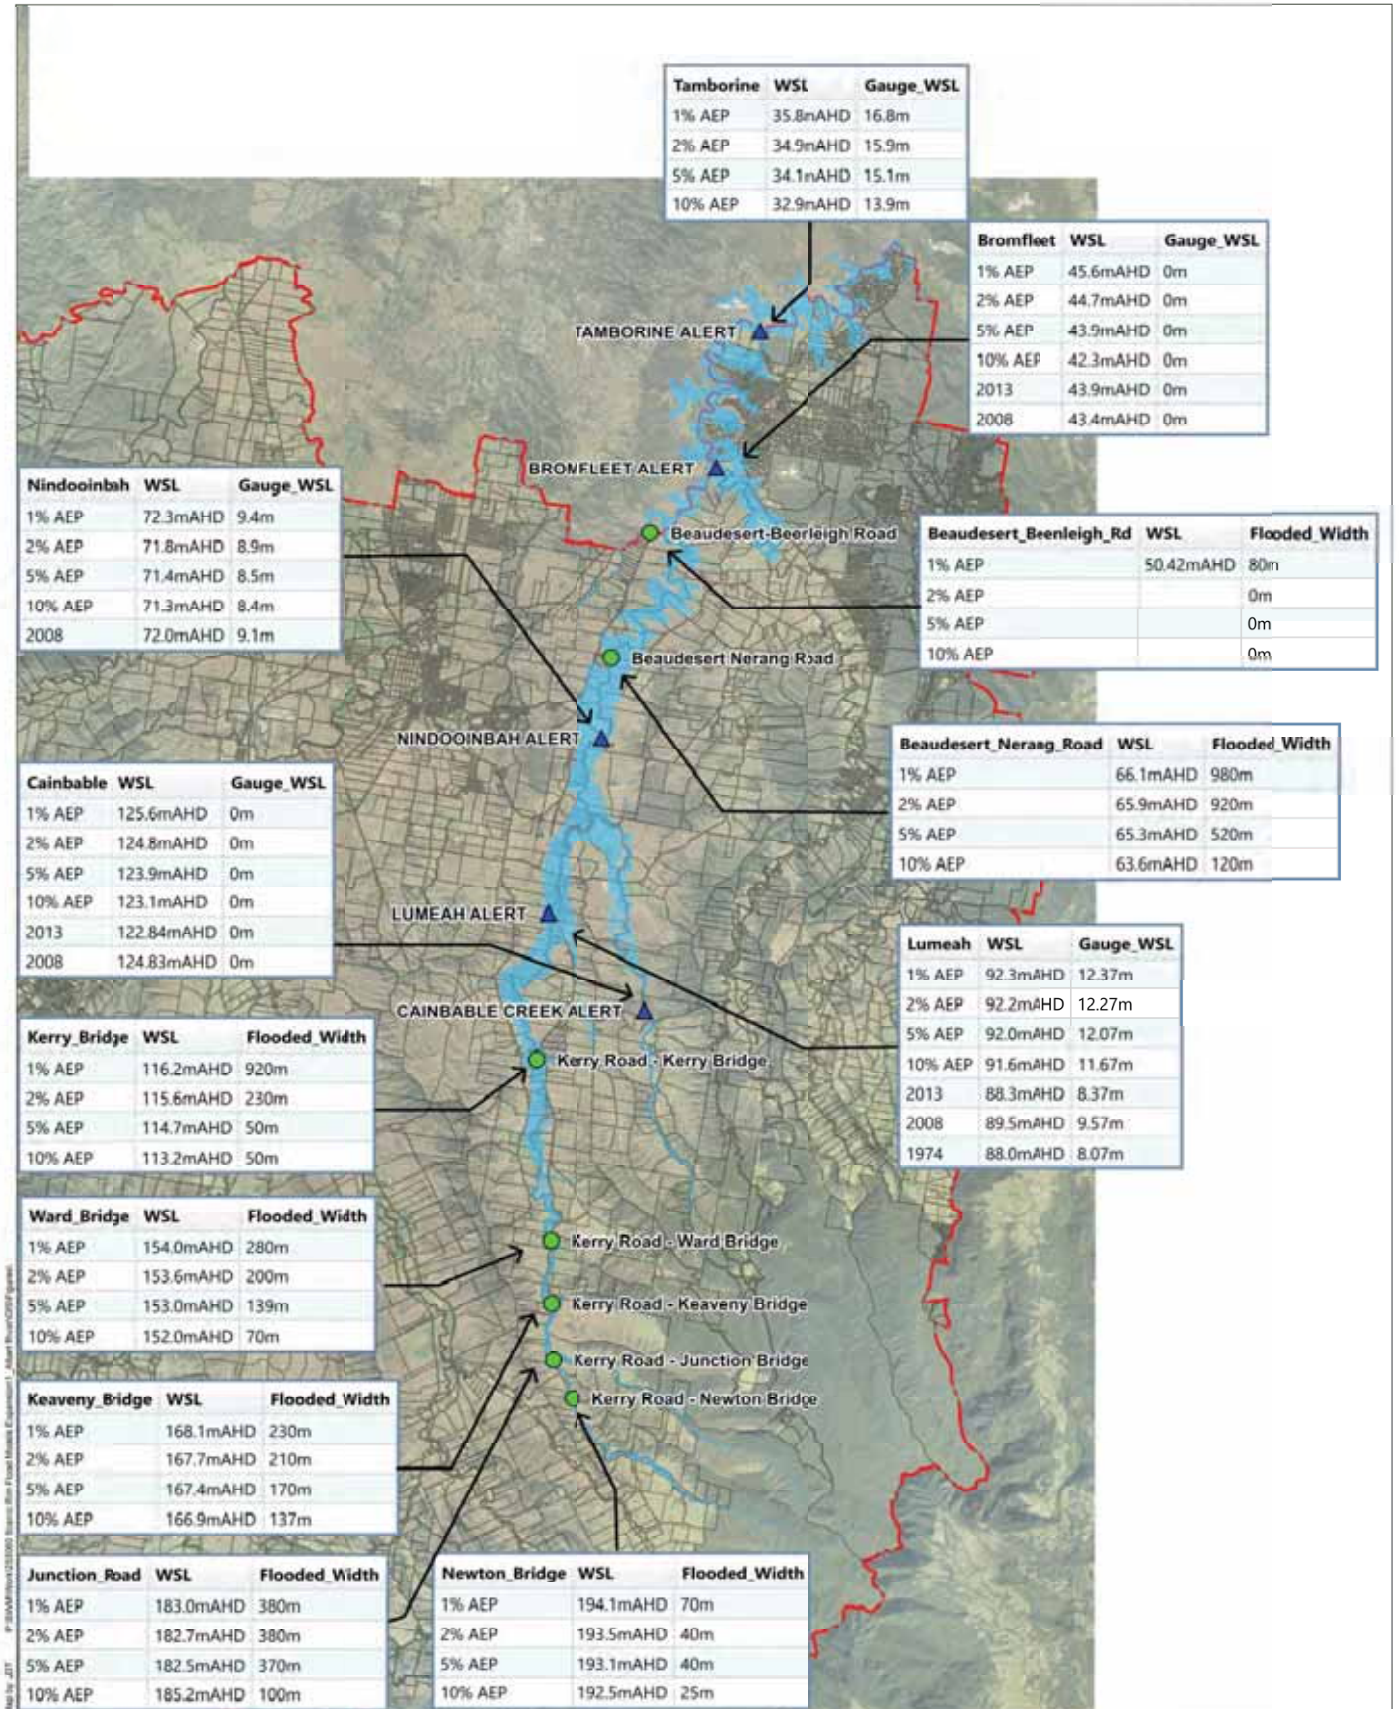 Tamborine WSL Gauge_WSL
1% AEP 35.8nAHD 16.8m
2% AEP 34.9nAHD 15.9m
5% AEP 34.1nAHD 15.1m
10% AEP 32.9nAHD 13.9m
Bromfleet WSL Gauge_WSL
1% AEP 45.6mAHD 0m
2% AEP 44.7mAHD 0m
5% AEP 43.9mAHD 0m
10% AEP 42.3mAHD 0m
2013 43.9mAHD 0m
2008 43.4mAHD 0m
TAMBORINE ALERT
BROMFLEET ALERT
Nindooinbah WSL Gauge_WSL
1% AEP 72.3mAHD 9.4m
2% AEP 71.8mAHD 8.9m
5% AEP 71.4mAHD 8.5m
10% AEP 71.3mAHD 8.4m
2008 72.0mAHD 9.1m
Beaudesert-Beerleigh Road
Beaudesert_Beenleigh_Rd WSL Flooded_Width
1% AEP 50.42mAHD 80m
2% AEP 0m
5% AEP 0m
10% AEP 0m
Beaudesert Nerang Road
NINDOOINBAH ALERT
Beaudesert_Nerang_Road WSL Flooded_Width
1% AEP 66.1mAHD 980m
2% AEP 65.9mAHD 920m
5% AEP 65.3mAHD 520m
10% AEP 63.6mAHD 120m
Cainbable WSL Gauge_WSL
1% AEP 125.6mAHD 0m
2% AEP 124.8mAHD 0m
5% AEP 123.9mAHD 0m
10% AEP 123.1mAHD 0m
2013 122.84mAHD 0m
2008 124.83mAHD 0m
LUMEAH ALERT
CAINBABLE CREEK ALERT
Lumeah WSL Gauge_WSL
1% AEP 92.3mAHD 12.37m
2% AEP 92.2mAHD 12.27m
5% AEP 92.0mAHD 12.07m
10% AEP 91.6mAHD 11.67m
2013 88.3mAHD 8.37m
2008 89.5mAHD 9.57m
1974 88.0mAHD 8.07m
Kerry_Bridge WSL Flooded_Width
1% AEP 116.2mAHD 920m
2% AEP 115.6mAHD 230m
5% AEP 114.7mAHD 50m
10% AEP 113.2mAHD 50m
Kerry Road - Kerry Bridge
Ward_Bridge WSL Flooded_Width
1% AEP 154.0mAHD 280m
2% AEP 153.6mAHD 200m
5% AEP 153.0mAHD 139m
10% AEP 152.0mAHD 70m
Kerry Road - Ward Bridge
Kerry Road - Keaveny Bridge
Kerry Road - Junction Bridge
Kerry Road - Newton Bridge
Keaveny_Bridge WSL Flooded_Width
1% AEP 168.1mAHD 230m
2% AEP 167.7mAHD 210m
5% AEP 167.4mAHD 170m
10% AEP 166.9mAHD 137m
Junction_Road WSL Flooded_Width
1% AEP 183.0mAHD 380m
2% AEP 182.7mAHD 380m
5% AEP 182.5mAHD 370m
10% AEP 185.2mAHD 100m
Newton_Bridge WSL Flooded_Width
1% AEP 194.1mAHD 70m
2% AEP 193.5mAHD 40m
5% AEP 193.1mAHD 40m
10% AEP 192.5mAHD 25m